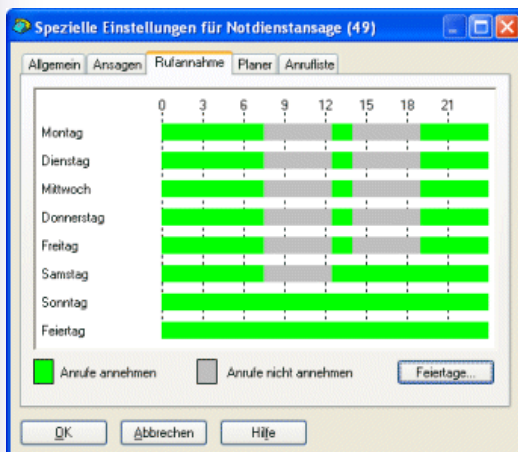 Spezielle Einstellungen für Notdienstansage (49)
Allgemein Ansagen Rufannahme Planer Anrufliste
0 3 6 9 12 15 18 21
Montag
Dienstag
Mittwoch
Donnerstag
Freitag
Samstag
Sonntag
Feiertag
Anrufe annehmen Anrufe nicht annehmen Feiertage...
OK Abbrechen Hilfe